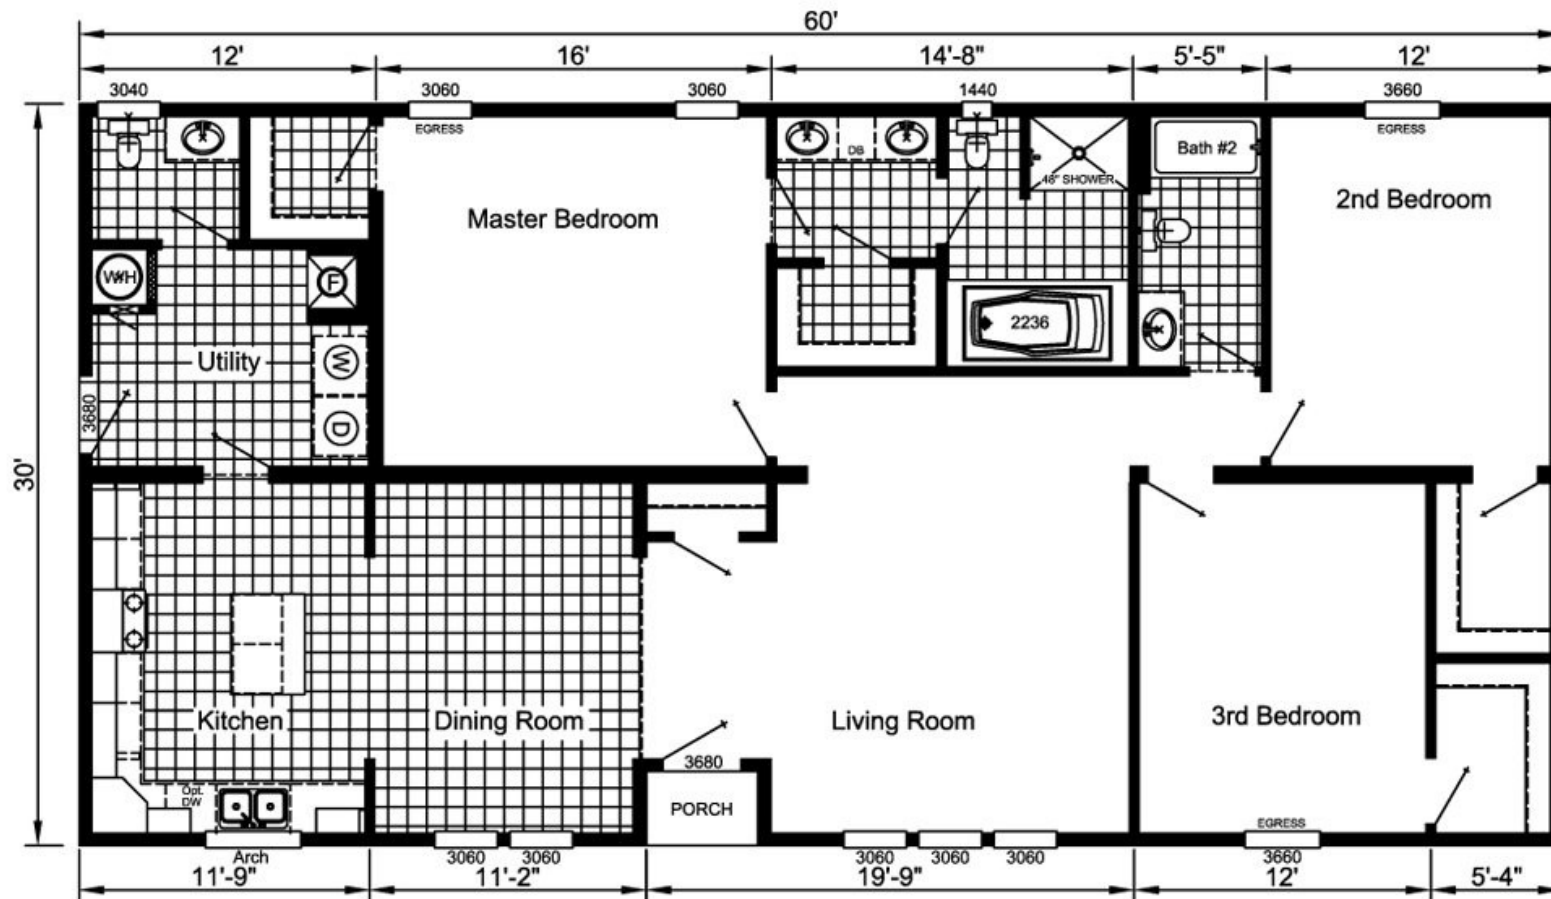 60'
12'
16'
14'-8"
5'-5"
12'
3040
3060
3060
1440
3660
EGRESS
EGRESS
DB
Bath #2
48" SHOWER
Master Bedroom
2nd Bedroom
W/H
F
2236
Utility
W
3680
D
30'
Kitchen
Dining Room
Living Room
3rd Bedroom
3680
Opt.
DW
PORCH
EGRESS
Arch
3060
3060
3060
3060
3060
3660
11'-9"
11'-2"
19'-9"
12'
5'-4"